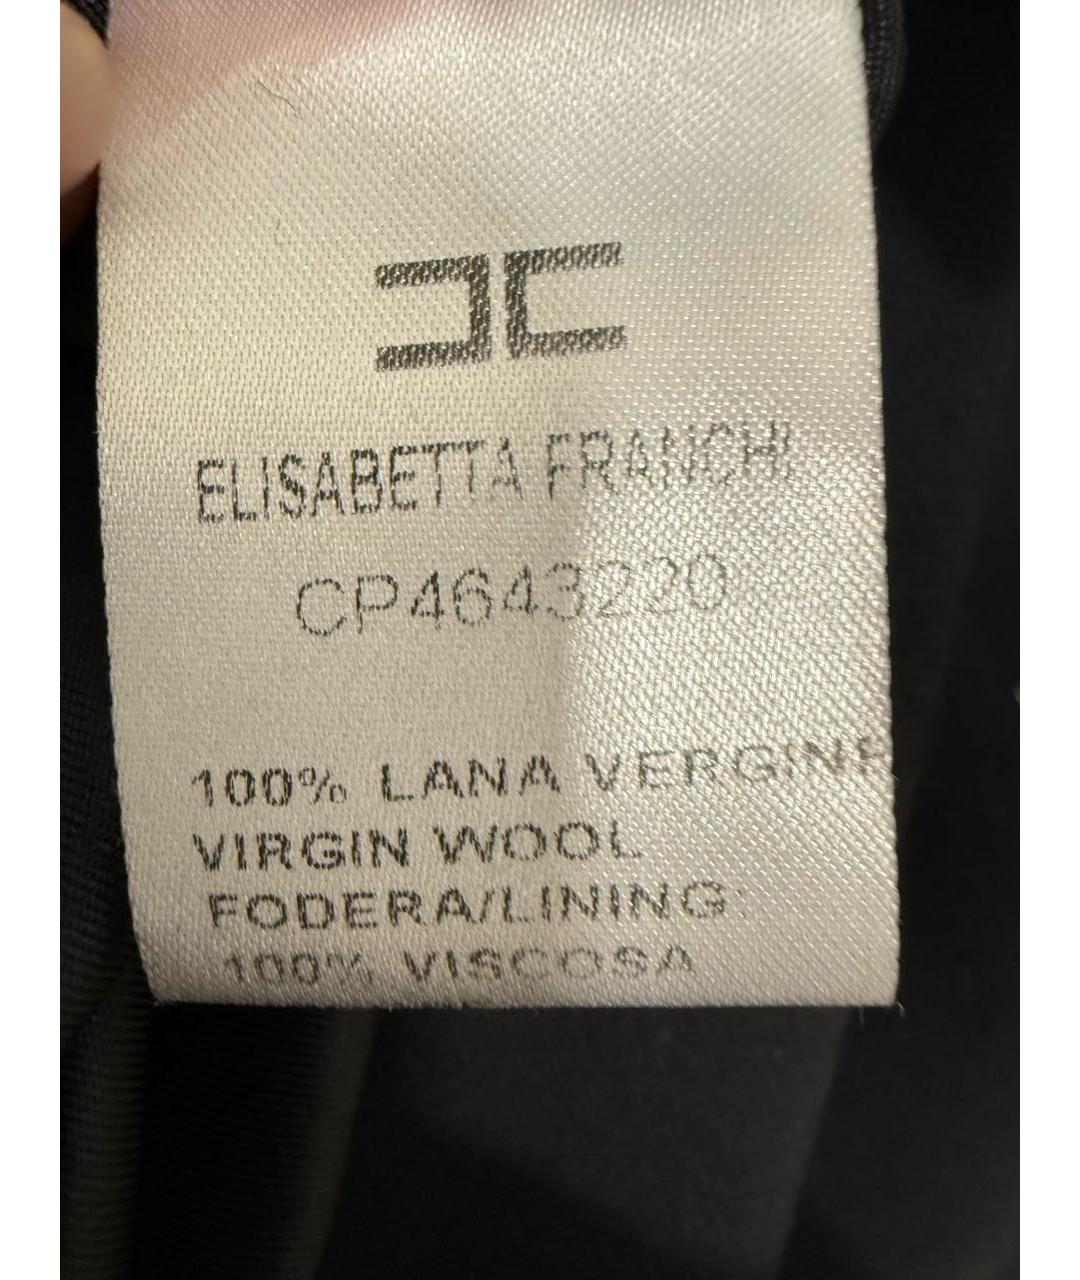 ELISABETTA FRANCHI
CP4643220
100% LANA VERGINE
VIRGIN WOOL
FODERA/LINING:
100% VISCOSA